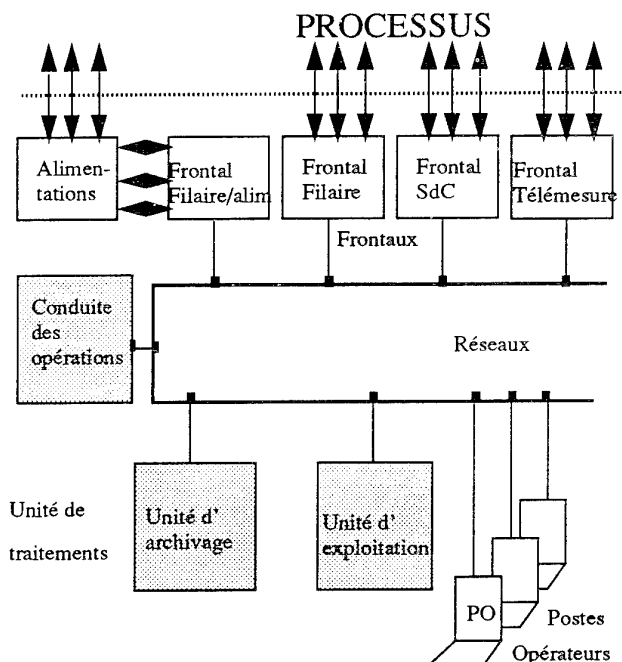 PROCESSUS
Alimen-
tations
Frontal
Filaire/alim
Frontal
Filaire
Frontal
SdC
Frontal
Télémesure
Frontaux
Conduite
des
opérations
Réseaux
Unité de
traitements
Unité d'
archivage
Unité d'
exploitation
PO
Postes
Opérateurs